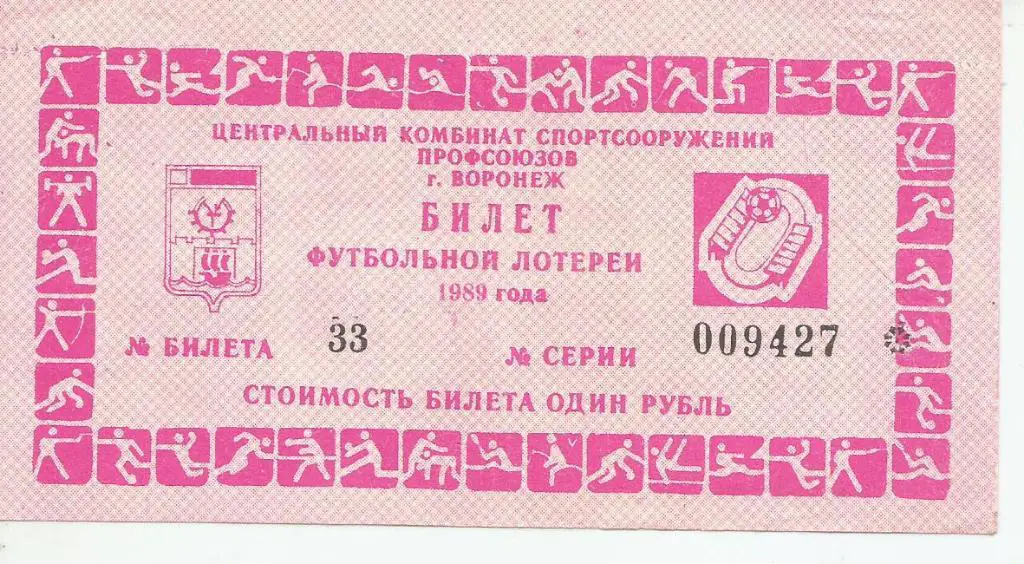 ЦЕНТРАЛЬНЫЙ КОМБИНАТ СПОРТСООРУЖЕНИЙ
ПРОФСОЮЗОВ
г. ВОРОНЕЖ
БИЛЕТ
ФУТБОЛЬНОЙ ЛОТЕРЕИ
1989 года
№ БИЛЕТА 33 № СЕРИИ 009427
СТОИМОСТЬ БИЛЕТА ОДИН РУБЛЬ